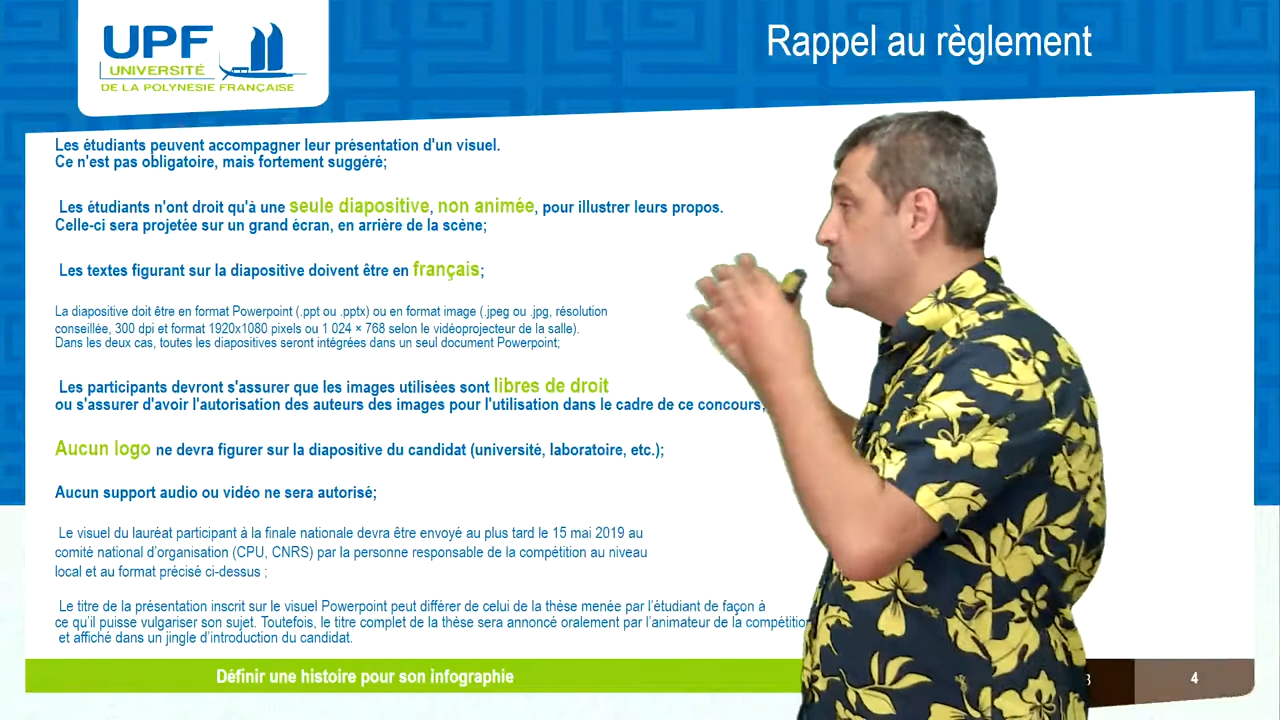 UPF
UNIVERSITÉ
DE LA POLYNESIE FRANÇAISE
Rappel au règlement
Les étudiants peuvent accompagner leur présentation d'un visuel.
Ce n'est pas obligatoire, mais fortement suggéré;
Les étudiants n'ont droit qu'à une seule diapositive, non animée, pour illustrer leurs propos.
Celle-ci sera projetée sur un grand écran, en arrière de la scène;
Les textes figurant sur la diapositive doivent être en français;
La diapositive doit être en format Powerpoint (.ppt ou .pptx) ou en format image (.jpeg ou .jpg, résolution
conseillée, 300 dpi et format 1920x1080 pixels ou 1 024 × 768 selon le vidéoprojecteur de la salle).
Dans les deux cas, toutes les diapositives seront intégrées dans un seul document Powerpoint;
Les participants devront s'assurer que les images utilisées sont libres de droit
ou s'assurer d'avoir l'autorisation des auteurs des images pour l'utilisation dans le cadre de ce concours;
Aucun logo ne devra figurer sur la diapositive du candidat (université, laboratoire, etc.);
Aucun support audio ou vidéo ne sera autorisé;
Le visuel du lauréat participant à la finale nationale devra être envoyé au plus tard le 15 mai 2019 au
comité national d'organisation (CPU, CNRS) par la personne responsable de la compétition au niveau
local et au format précisé ci-dessus ;
Le titre de la présentation inscrit sur le visuel Powerpoint peut différer de celui de la thèse menée par l'étudiant de façon à
ce qu'il puisse vulgariser son sujet. Toutefois, le titre complet de la thèse sera annoncé oralement par l'animateur de la compétition
et affiché dans un jingle d'introduction du candidat.
Définir une histoire pour son infographie
4